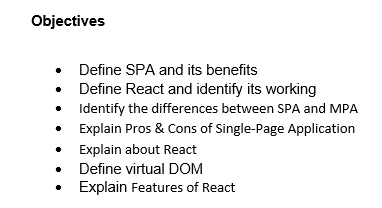 Objectives
• Define SPA and its benefits
• Define React and identify its working
• Identify the differences between SPA and MPA
• Explain Pros & Cons of Single-Page Application
• Explain about React
• Define virtual DOM
• Explain Features of React